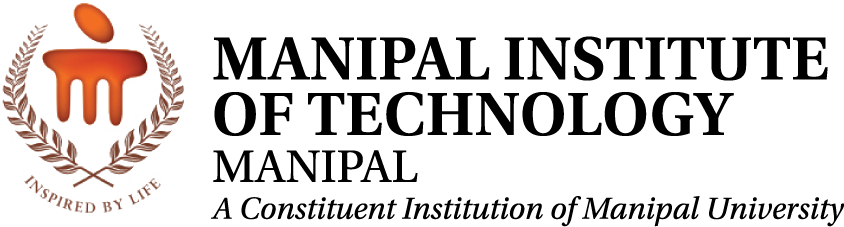 INSPIRED BY LIFE
MANIPAL INSTITUTE
OF TECHNOLOGY
MANIPAL
A Constituent Institution of Manipal University